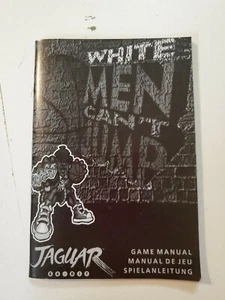 WHITE
MEN
CAN'T
JUMP
JAGUAR
64-BIT
GAME MANUAL
MANUAL DE JEU
SPIELANLEITUNG